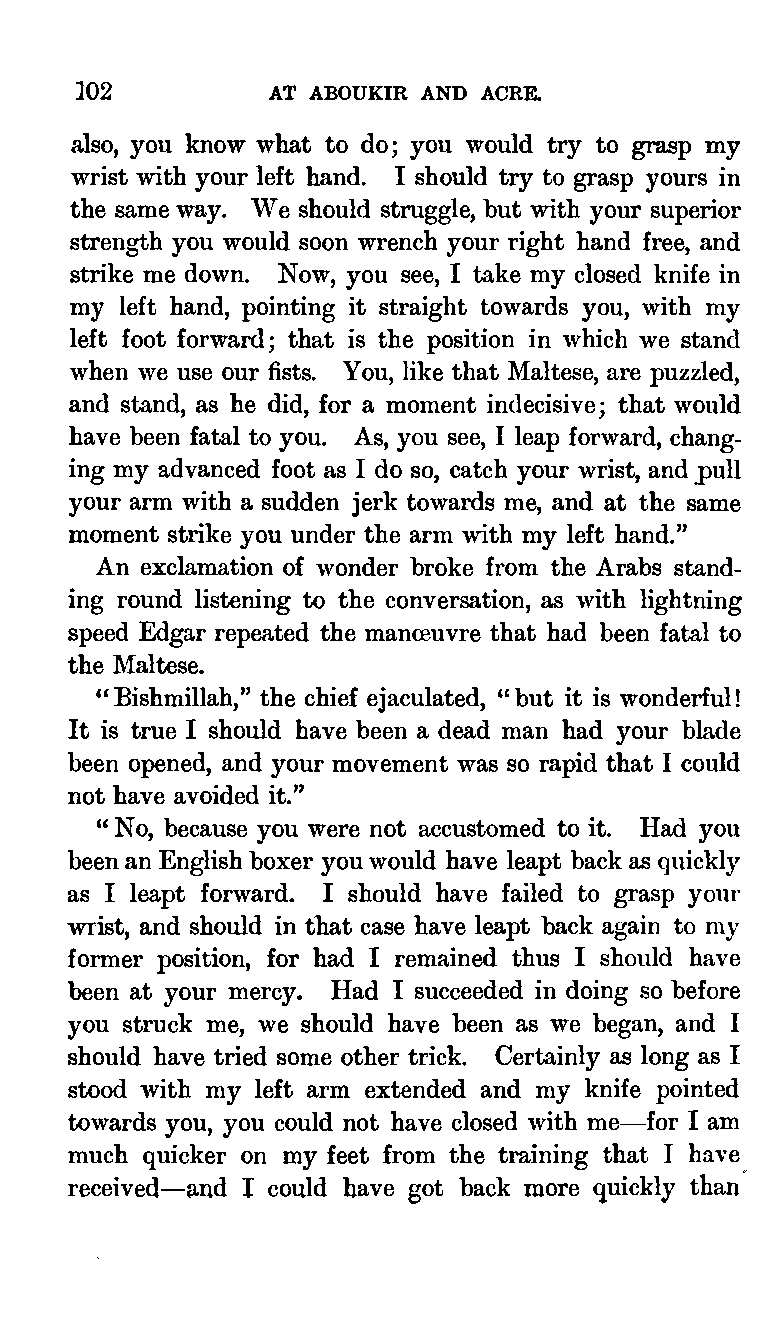 102 AT ABOUKIR AND ACRE.
also, you know what to do; you would try to grasp my
wrist with your left hand. I should try to grasp yours in
the same way. We should struggle, but with your superior
strength you would soon wrench your right hand free, and
strike me down. Now, you see, I take my closed knife in
my left hand, pointing it straight towards you, with my
left foot forward; that is the position in which we stand
when we use our fists. You, like that Maltese, are puzzled,
and stand, as he did, for a moment indecisive; that would
have been fatal to you. As, you see, I leap forward, chang-
ing my advanced foot as I do so, catch your wrist, and pull
your arm with a sudden jerk towards me, and at the same
moment strike you under the arm with my left hand."
An exclamation of wonder broke from the Arabs stand-
ing round listening to the conversation, as with lightning
speed Edgar repeated the manœuvre that had been fatal to
the Maltese.
"Bishmillah," the chief ejaculated, "but it is wonderful!
It is true I should have been a dead man had your blade
been opened, and your movement was so rapid that I could
not have avoided it."
"No, because you were not accustomed to it. Had you
been an English boxer you would have leapt back as quickly
as I leapt forward. I should have failed to grasp your
wrist, and should in that case have leapt back again to my
former position, for had I remained thus I should have
been at your mercy. Had I succeeded in doing so before
you struck me, we should have been as we began, and I
should have tried some other trick. Certainly as long as I
stood with my left arm extended and my knife pointed
towards you, you could not have closed with me—for I am
much quicker on my feet from the training that I have
received—and I could have got back more quickly than